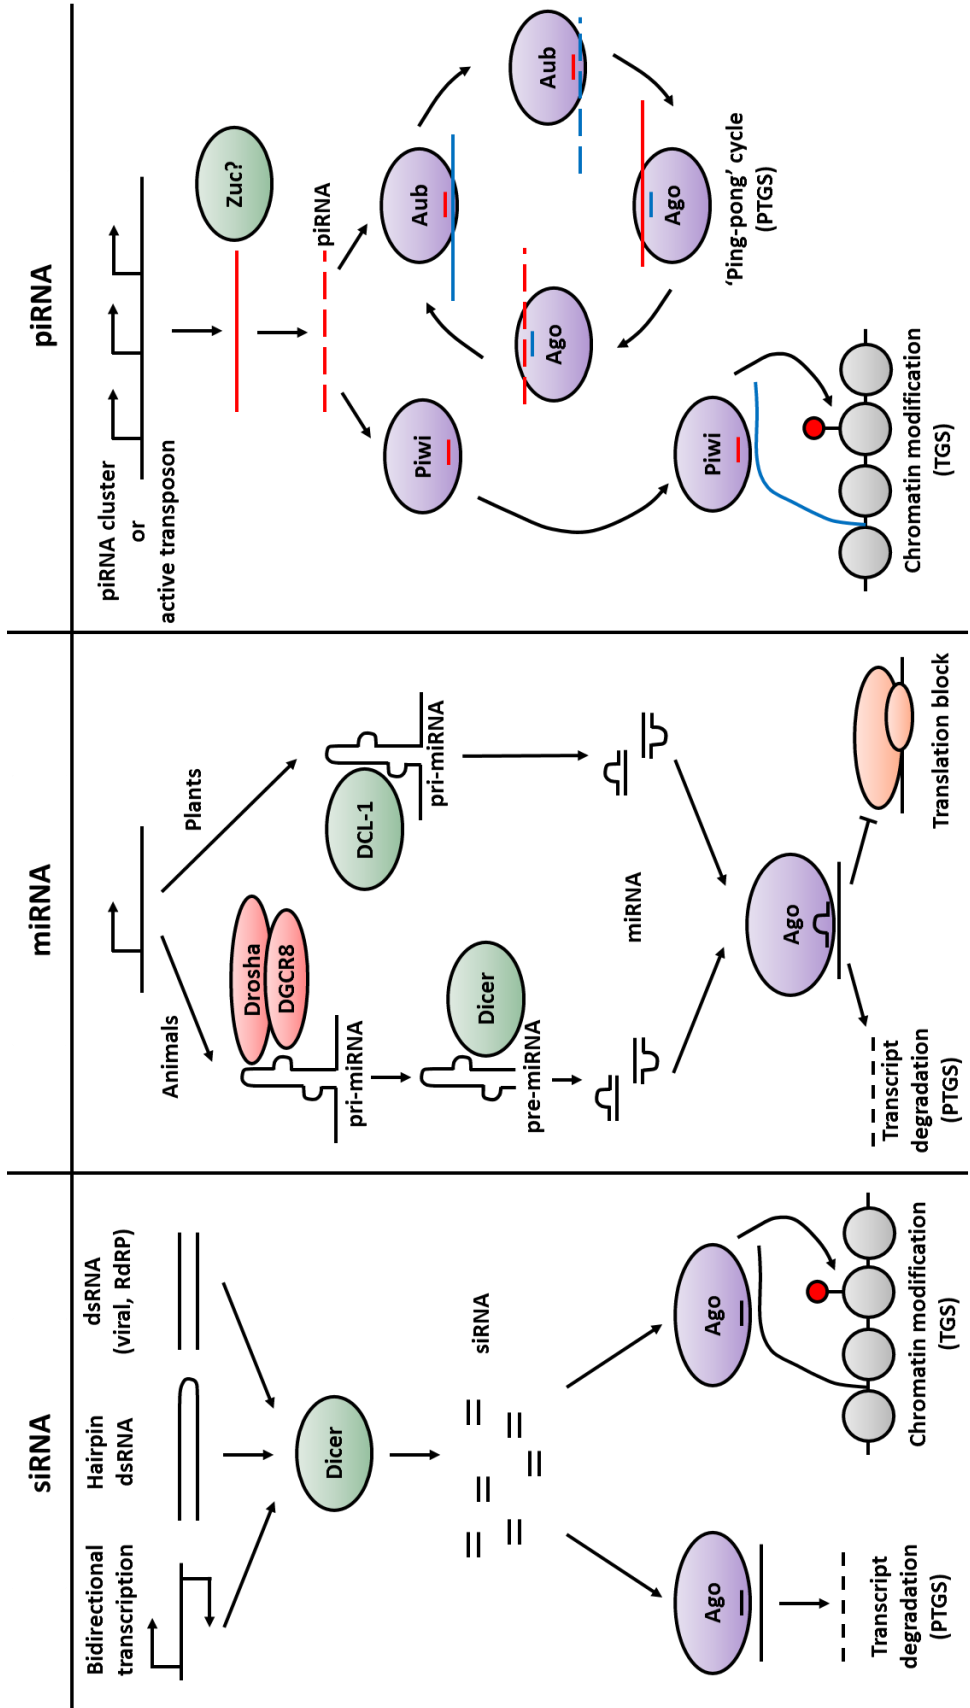 siRNA
Bidirectional
transcription
Hairpin
dsRNA
dsRNA
(viral, RdRP)
Dicer
siRNA
Ago
Ago
Transcript
degradation
(PTGS)
Chromatin modification
(TGS)
miRNA
Animals
Plants
Drosha
DGCR8
pri-miRNA
DCL-1
pri-miRNA
Dicer
pre-miRNA
miRNA
Ago
Transcript
degradation
(PTGS)
Translation block
piRNA
piRNA cluster
or
active transposon
Zuc?
piRNA
Piwi
Aub
Aub
Ago
Ago
'Ping-pong' cycle
(PTGS)
Piwi
Chromatin modification
(TGS)